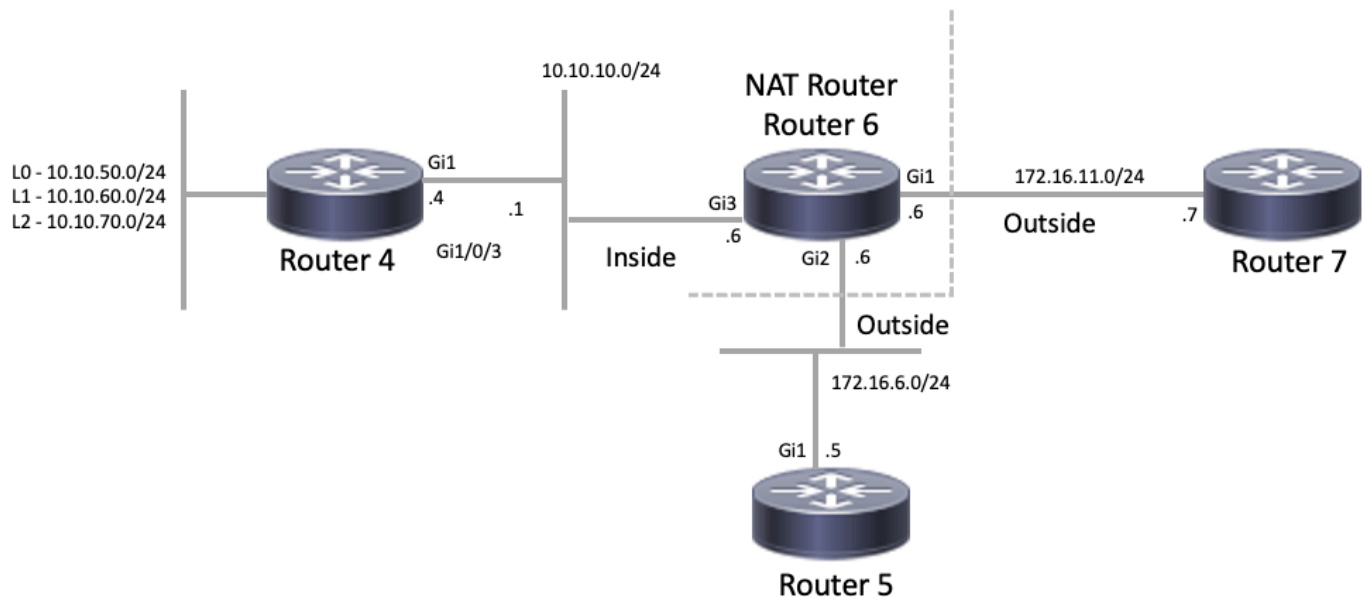 10.10.10.0/24
NAT Router
Router 6
L0 - 10.10.50.0/24
L1 - 10.10.60.0/24
L2 - 10.10.70.0/24
Gi1
.4
.1
Router 4
Gi1/0/3
Inside
Gi3
.6
Gi1
.6
172.16.11.0/24
Outside
.7
Router 7
Gi2
.6
Outside
172.16.6.0/24
Gi1
.5
Router 5